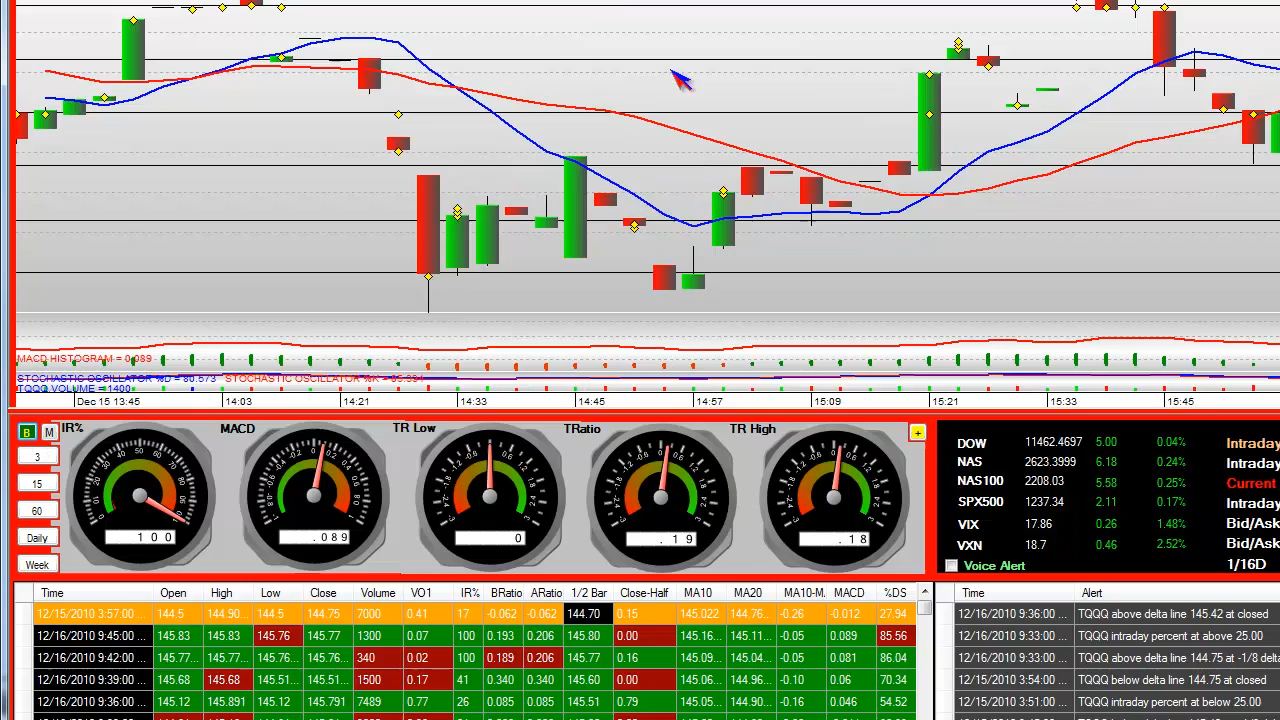 MACD HISTOGRAM = 0.089
STOCHASTIC OSCILLATOR %D = 80.573 STOCHASTIC OSCILLATOR %K =
TQQQ VOLUME = 1400
Dec 15 13:45 14:03 14:21 14:33 14:45 14:57 15:09 15:21 15:33 15:45
B M IR% MACD TR Low TRatio TR High +
3
15
60
Daily
Week
100 .089 0 .19 .18
DOW 11462.4697 5.00 0.04% Intraday
NAS 2623.3999 6.18 0.24% Intraday
NAS100 2208.03 5.58 0.25% Current
SPX500 1237.34 2.11 0.17% Intraday
VIX 17.86 0.26 1.48% Bid/Ask
VXN 18.7 0.46 2.52% Bid/Ask
Voice Alert 1/16D
Time Open High Low Close Volume VO1 IR% BRatio ARatio 1/2 Bar Close-Half MA10 MA20 MA10-M. MACD %DS
12/15/2010 3:57:00 ... 144.5 144.90... 144.5 144.75 7000 0.41 17 -0.062 -0.062 144.70 0.15 145.022 144.76... -0.26 -0.012 27.94
12/16/2010 9:45:00 ... 145.83 145.83 145.76 145.77 1300 0.07 100 0.193 0.206 145.80 0.00 145.16... 145.11... -0.05 0.089 85.56
12/16/2010 9:42:00 ... 145.77... 145.77... 145.76... 145.76... 340 0.02 100 0.189 0.206 145.77 0.16 145.09... 145.04... -0.05 0.081 86.04
12/16/2010 9:39:00 ... 145.68 145.68 145.51... 145.51... 1500 0.17 41 0.340 0.340 145.60 0.00 145.06... 144.96... -0.10 0.06 70.34
12/16/2010 9:36:00 ... 145.12 145.891 145.12 145.791 7489 0.77 26 0.085 0.085 145.51 0.79 145.05... 144.91... -0.14 0.046 54.52
Time Alert
12/16/2010 9:36:00 ... TQQQ above delta line 145.42 at closed
12/16/2010 9:33:00 ... TQQQ intraday percent at above 25.00
12/16/2010 9:33:00 ... TQQQ above delta line 144.75 at -1/8 delta
12/15/2010 3:54:00 ... TQQQ below delta line 144.75 at closed
12/15/2010 3:51:00 ... TQQQ intraday percent at below 25.00